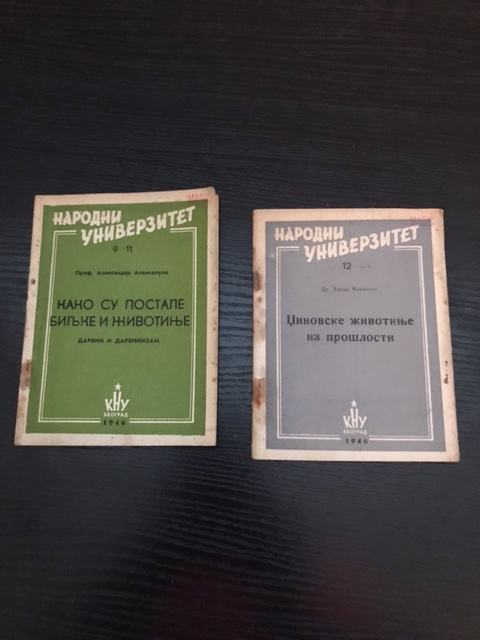 НАРОДНИ
УНИВЕРЗИТЕТ
9-11
Проф. Александар
КАКО СУ ПОСТАЛЕ
БИЉКЕ И ЖИВОТИЊЕ
ДАРВИН И ДАРВИНИЗАМ
КНУ
БЕОГРАД
1946
НАРОДНИ
УНИВЕРЗИТЕТ
12
Др.
Џиновске животиње
из прошлости
КНУ
БЕОГРАД
1946